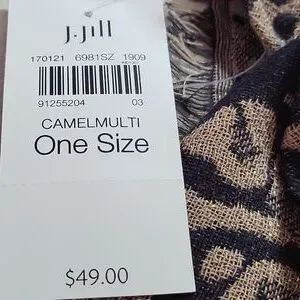 J.Jill
170121 6981SZ 1909
91255204 03
CAMELMULTI
One Size
$49.00